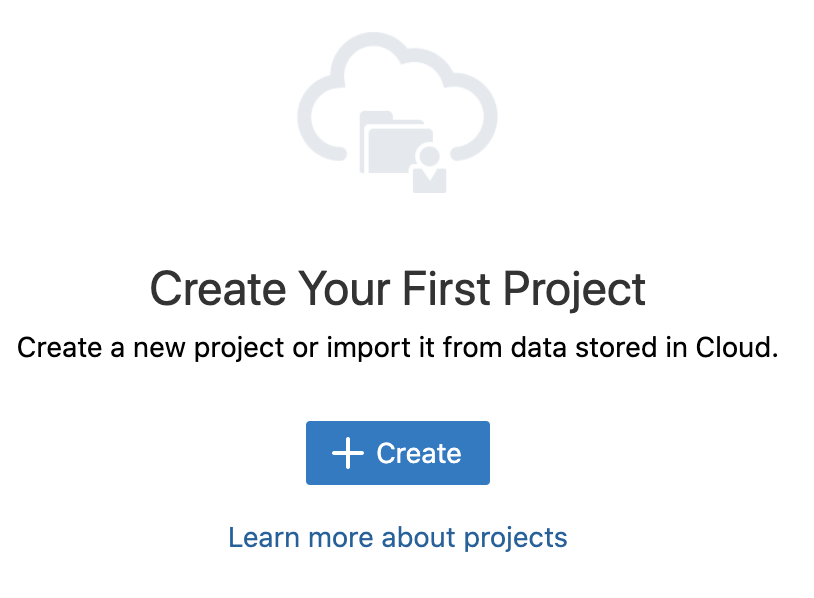 Create Your First Project
Create a new project or import it from data stored in Cloud.
Create
Learn more about projects